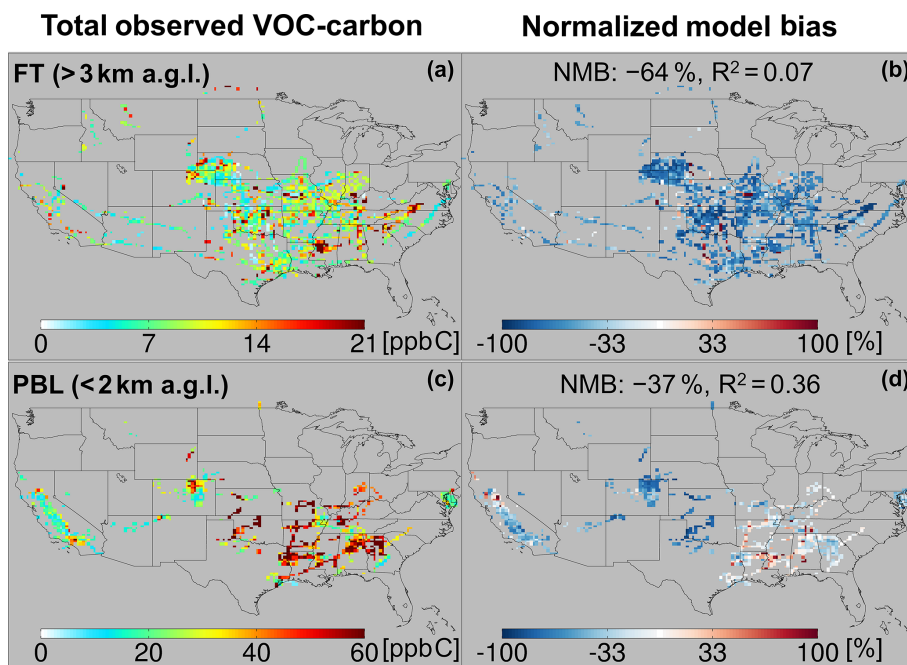 Total observed VOC-carbon
Normalized model bias
FT (> 3 km a.g.l.)
(a)
NMB: −64 %, R² = 0.07
(b)
0 7 14 21 [ppbC]
-100 -33 33 100 [%]
PBL (< 2 km a.g.l.)
(c)
NMB: −37 %, R² = 0.36
(d)
0 20 40 60 [ppbC]
-100 -33 33 100 [%]